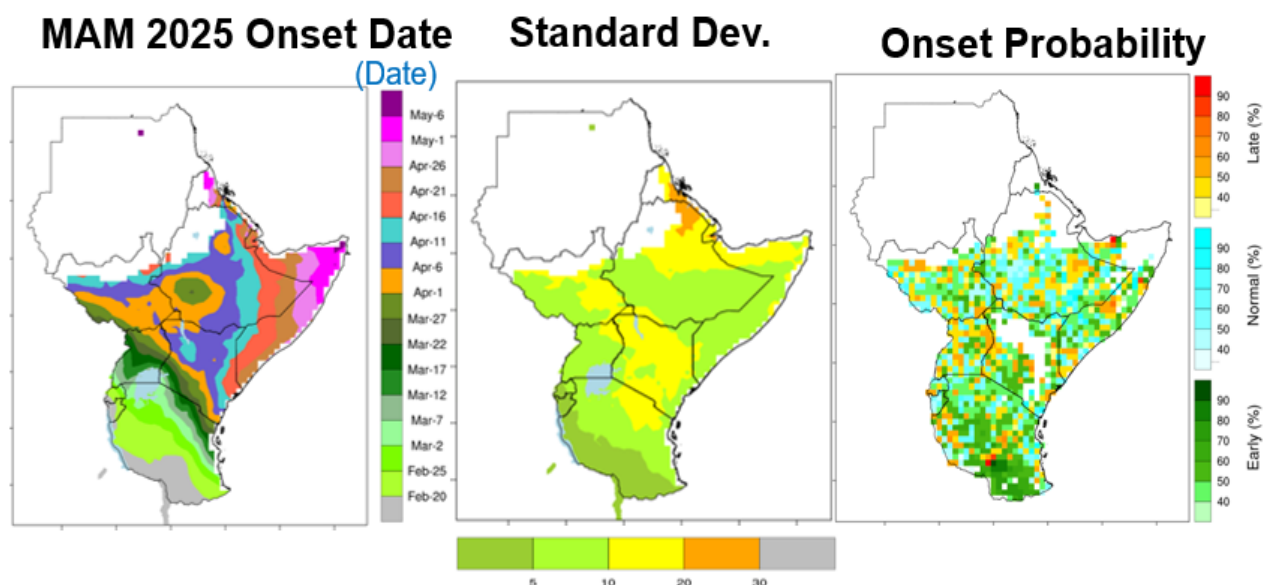 MAM 2025 Onset Date
(Date)
May-6
May-1
Apr-26
Apr-21
Apr-16
Apr-11
Apr-6
Apr-1
Mar-27
Mar-22
Mar-17
Mar-12
Mar-7
Mar-2
Feb-25
Feb-20
Standard Dev.
5
10
20
30
Onset Probability
90
80
70
60
50
40
Late (%)
90
80
70
60
50
40
Normal (%)
90
80
70
60
50
40
Early (%)